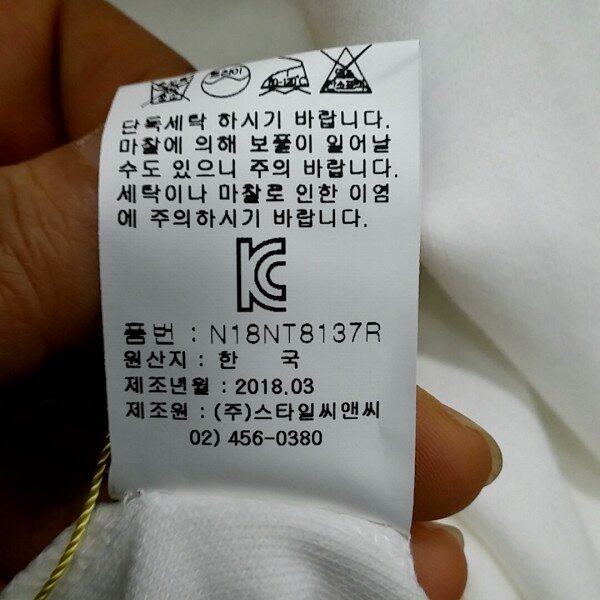 드라이
단독세탁 하시기 바랍니다.
마찰에 의해 보풀이 일어날
수도 있으니 주의 바랍니다.
세탁이나 마찰로 인한 이염
에 주의하시기 바랍니다.
KC
품번 : N18NT8137R
원산지 : 한 국
제조년월 : 2018.03
제조원 : (주)스타일씨앤씨
02) 456-0380